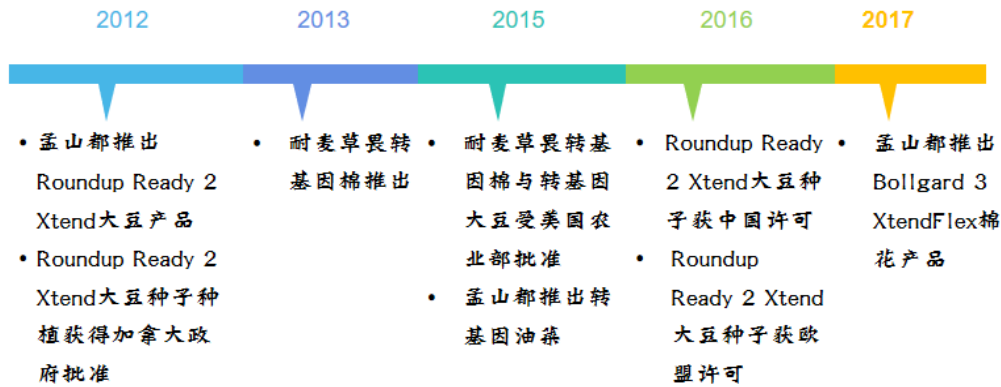 2012
2013
2015
2016
2017
• 孟山都推出
Roundup Ready 2
Xtend大豆产品
• Roundup Ready 2
Xtend大豆种子种
植获得加拿大政
府批准
• 耐麦草畏转
基因棉推出
• 耐麦草畏转基
因棉与转基因
大豆受美国农
业部批准
• 孟山都推出转
基因油菜
• Roundup Ready
2 Xtend大豆种
子获中国许可
• Roundup
Ready 2 Xtend
大豆种子获欧
盟许可
• 孟山都推出
Bollgard 3
XtendFlex棉
花产品